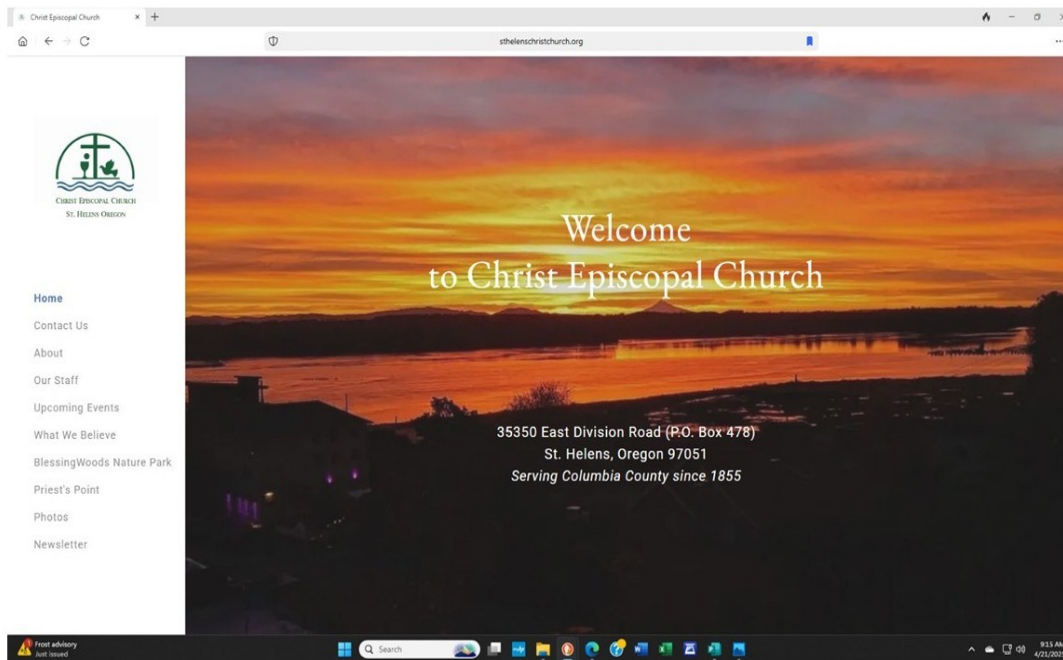 Christ Episcopal Church
sthelenschristchurch.org
CHRIST EPISCOPAL CHURCH
ST. HELENS OREGON
Home
Contact Us
About
Our Staff
Upcoming Events
What We Believe
BlessingWoods Nature Park
Priest's Point
Photos
Newsletter
Welcome
to Christ Episcopal Church
35350 East Division Road (P.O. Box 478)
St. Helens, Oregon 97051
Serving Columbia County since 1855
Frost advisory
Just issued
Search
9:15 AM